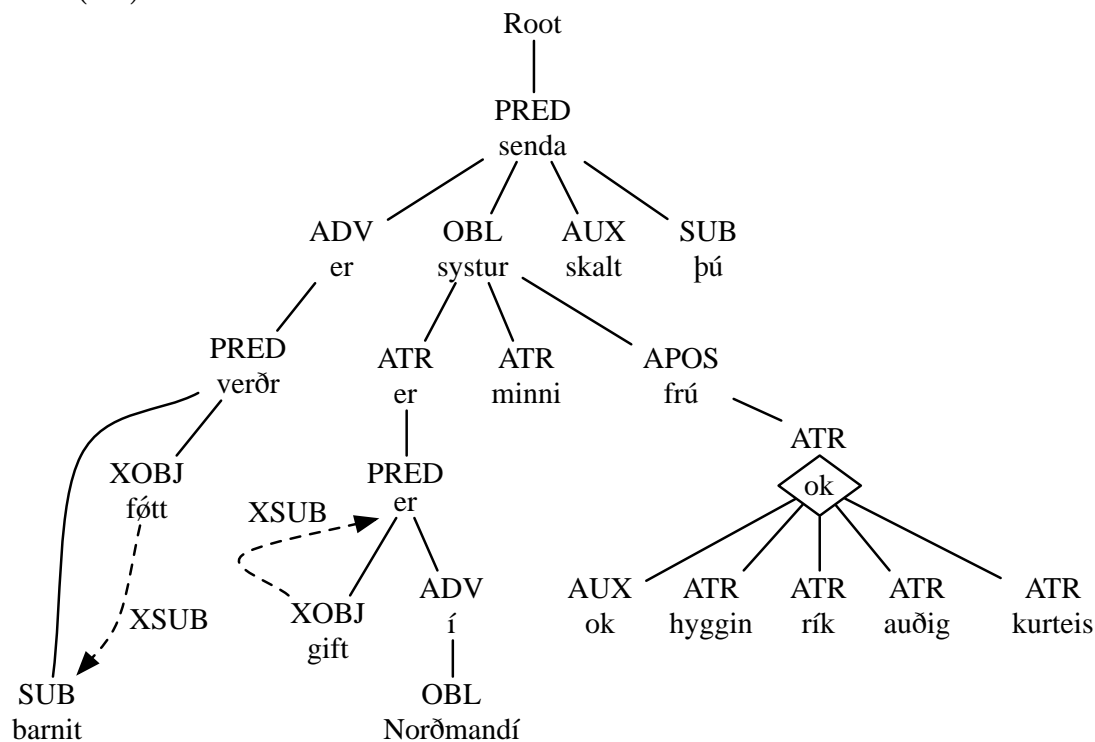 Root
PRED
senda
ADV OBL AUX SUB
er systur skalt þú
PRED ATR ATR APOS
verðr er minni frú
ATR
XOBJ PRED ok
fǿtt XSUB er
ADV AUX ATR ATR ATR ATR
XSUB XOBJ í ok hyggin rík auðig kurteis
gift
SUB OBL
barnit Norðmandí